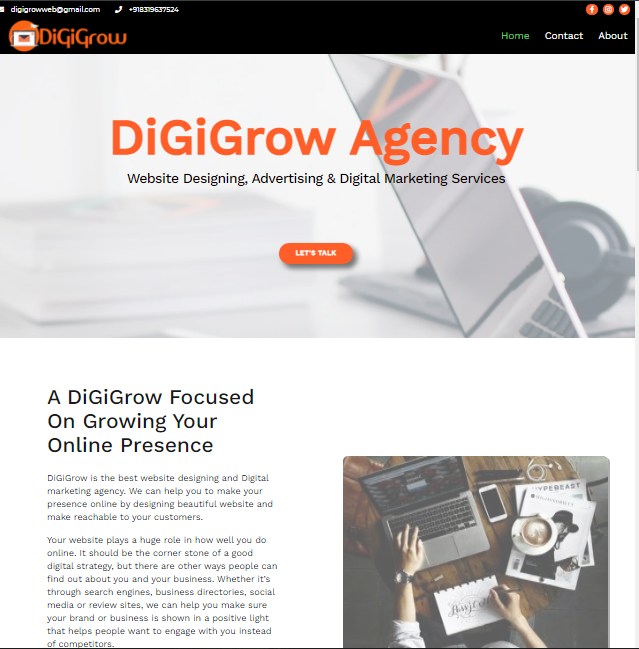 digigrowweb@gmail.com +918319637524
DiGiGrow
Home Contact About
DiGiGrow Agency
Website Designing, Advertising & Digital Marketing Services
LET'S TALK
A DiGiGrow Focused
On Growing Your
Online Presence
DiGiGrow is the best website designing and Digital
marketing agency. We can help you to make your
presence online by designing beautiful website and
make reachable to your customers.
Your website plays a huge role in how well you do
online. It should be the corner stone of a good
digital strategy, but there are other ways people can
find out about you and your business. Whether it's
through search engines, business directories, social
media or review sites, we can help you make sure
your brand or business is shown in a positive light
that helps people want to engage with you instead
of competitors.